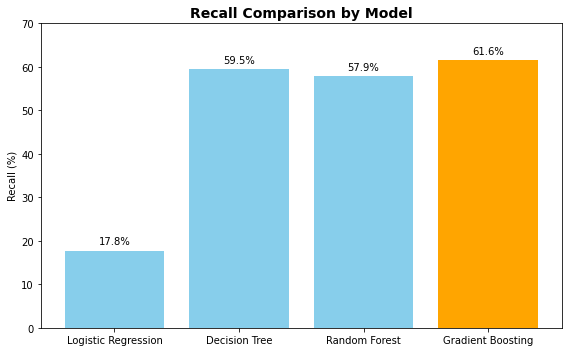 Recall Comparison by Model
Recall (%)
70
60
50
40
30
20
10
0
17.8%
59.5%
57.9%
61.6%
Logistic Regression
Decision Tree
Random Forest
Gradient Boosting